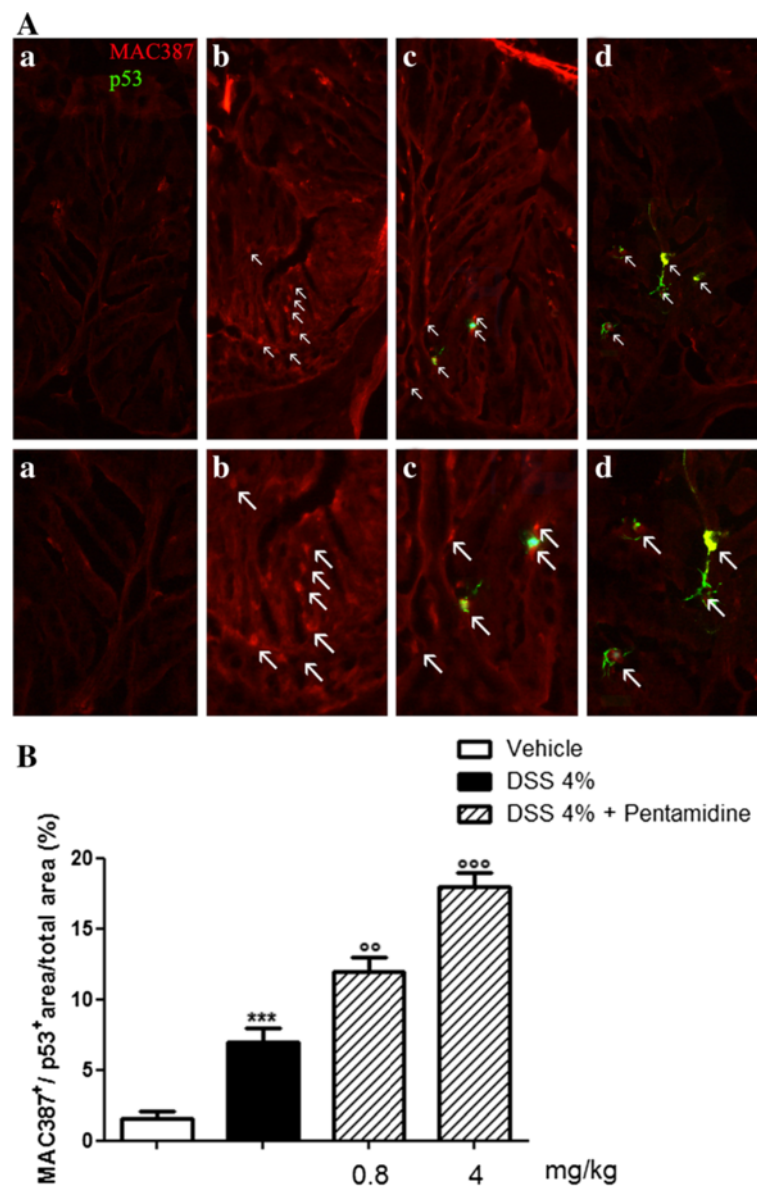 A
a
MAC387
p53
b
c
d
a
b
c
d
B
Vehicle
DSS 4%
DSS 4% + Pentamidine
MAC387+/ p53+ area/total area (%)
20
15
10
5
0
***
°°
°°°
0.8
4
mg/kg